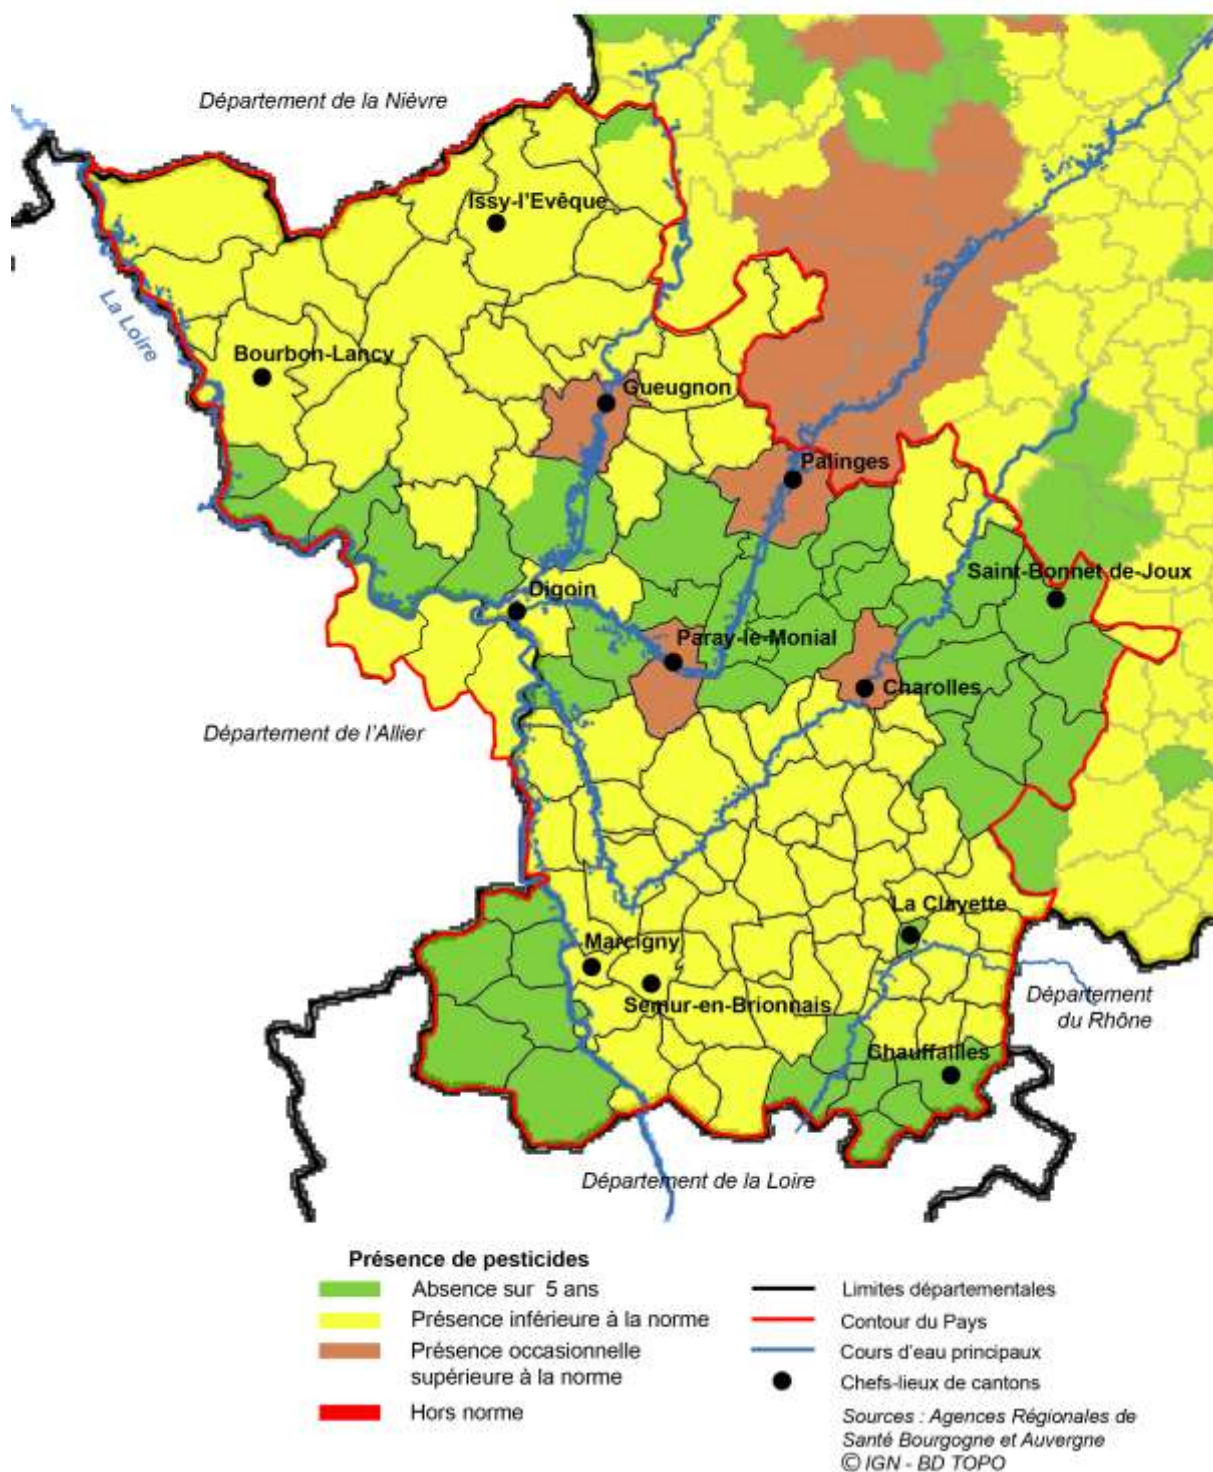 Département de la Nièvre
Issy-l'Evêque
La Loire
Bourbon-Lancy
Gueugnon
Palinges
Saint-Bonnet-de-Joux
Digoin
Paray-le-Monial
Charolles
Département de l'Allier
La Clayette
Marcigny
Semur-en-Brionnais
Département
du Rhône
Chauffailles
Département de la Loire
Présence de pesticides
Absence sur 5 ans
Présence inférieure à la norme
Présence occasionnelle
supérieure à la norme
Hors norme
Limites départementales
Contour du Pays
Cours d'eau principaux
Chefs-lieux de cantons
Sources : Agences Régionales de
Santé Bourgogne et Auvergne
© IGN - BD TOPO